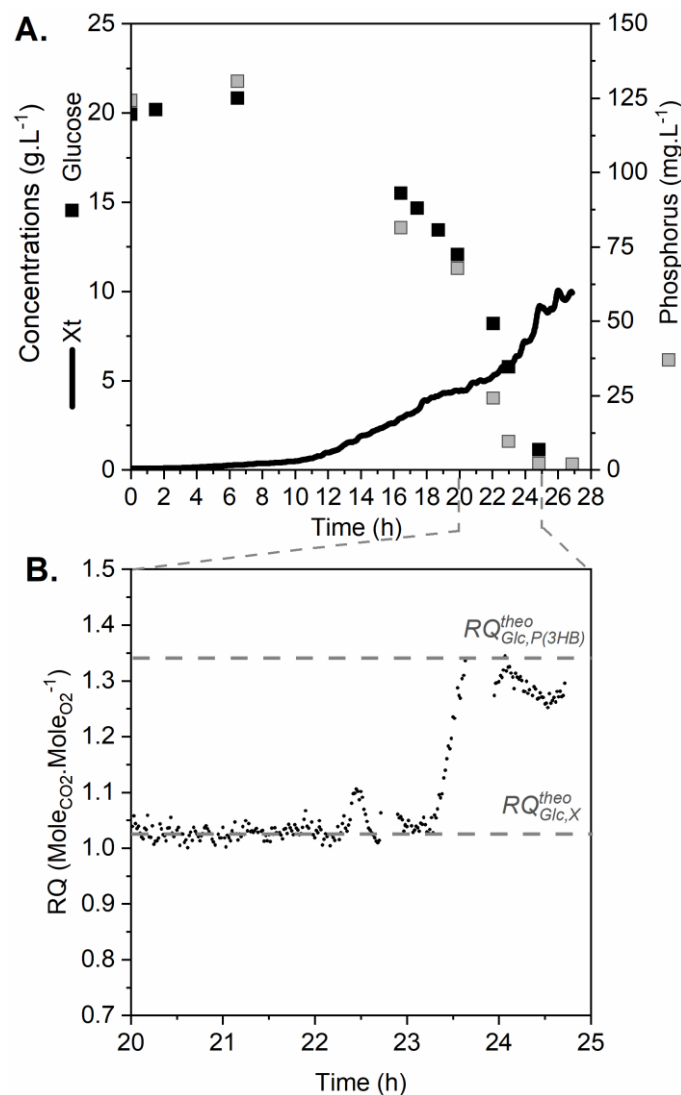 A.
Concentrations (g.L⁻¹)
Xt
Glucose
25
20
15
10
5
0
150
125
100
75
50
25
0
Phosphorus (mg.L⁻¹)
0 2 4 6 8 10 12 14 16 18 20 22 24 26 28
Time (h)
B.
RQ (Mole_CO2.Mole_O2⁻¹)
1.5
1.4
1.3
1.2
1.1
1.0
0.9
0.8
0.7
RQ^theo_Glc,P(3HB)
RQ^theo_Glc,X
20 21 22 23 24 25
Time (h)